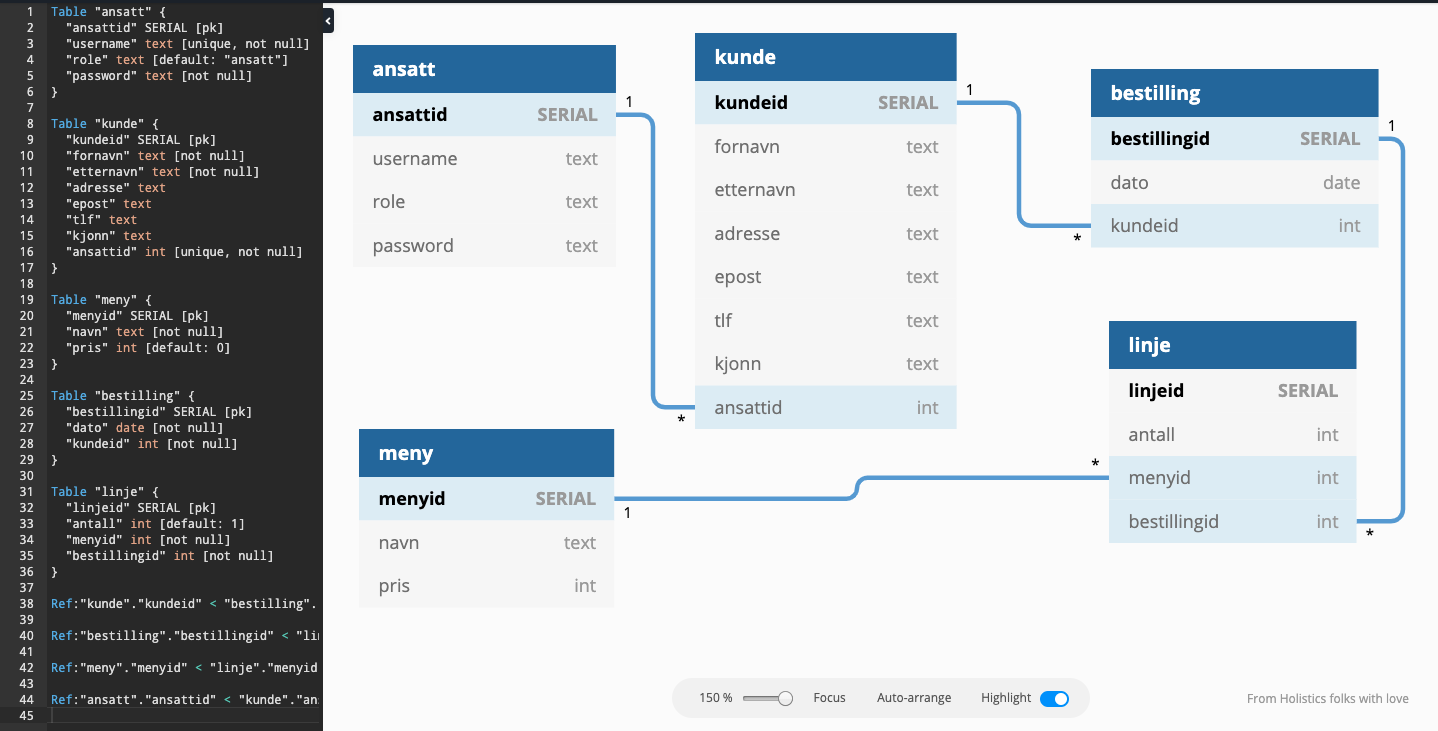 1 Table "ansatt" {
2 "ansattid" SERIAL [pk]
3 "username" text [unique, not null]
4 "role" text [default: "ansatt"]
5 "password" text [not null]
6 }
7
8 Table "kunde" {
9 "kundeid" SERIAL [pk]
10 "fornavn" text [not null]
11 "etternavn" text [not null]
12 "adresse" text
13 "epost" text
14 "tlf" text
15 "kjonn" text
16 "ansattid" int [unique, not null]
17 }
18
19 Table "meny" {
20 "menyid" SERIAL [pk]
21 "navn" text [not null]
22 "pris" int [default: 0]
23 }
24
25 Table "bestilling" {
26 "bestillingid" SERIAL [pk]
27 "dato" date [not null]
28 "kundeid" int [not null]
29 }
30
31 Table "linje" {
32 "linjeid" SERIAL [pk]
33 "antall" int [default: 1]
34 "menyid" int [not null]
35 "bestillingid" int [not null]
36 }
37
38 Ref:"kunde"."kundeid" < "bestilling".
39
40 Ref:"bestilling"."bestillingid" < "li
41
42 Ref:"meny"."menyid" < "linje"."menyid
43
44 Ref:"ansatt"."ansattid" < "kunde"."an
45
ansatt
ansattid SERIAL
username text
role text
password text
1
*
kunde
kundeid SERIAL
fornavn text
etternavn text
adresse text
epost text
tlf text
kjonn text
ansattid int
1
*
bestilling
bestillingid SERIAL
dato date
kundeid int
1
*
meny
menyid SERIAL
navn text
pris int
1
*
linje
linjeid SERIAL
antall int
menyid int
bestillingid int
150 % Focus Auto-arrange Highlight
From Holistics folks with love